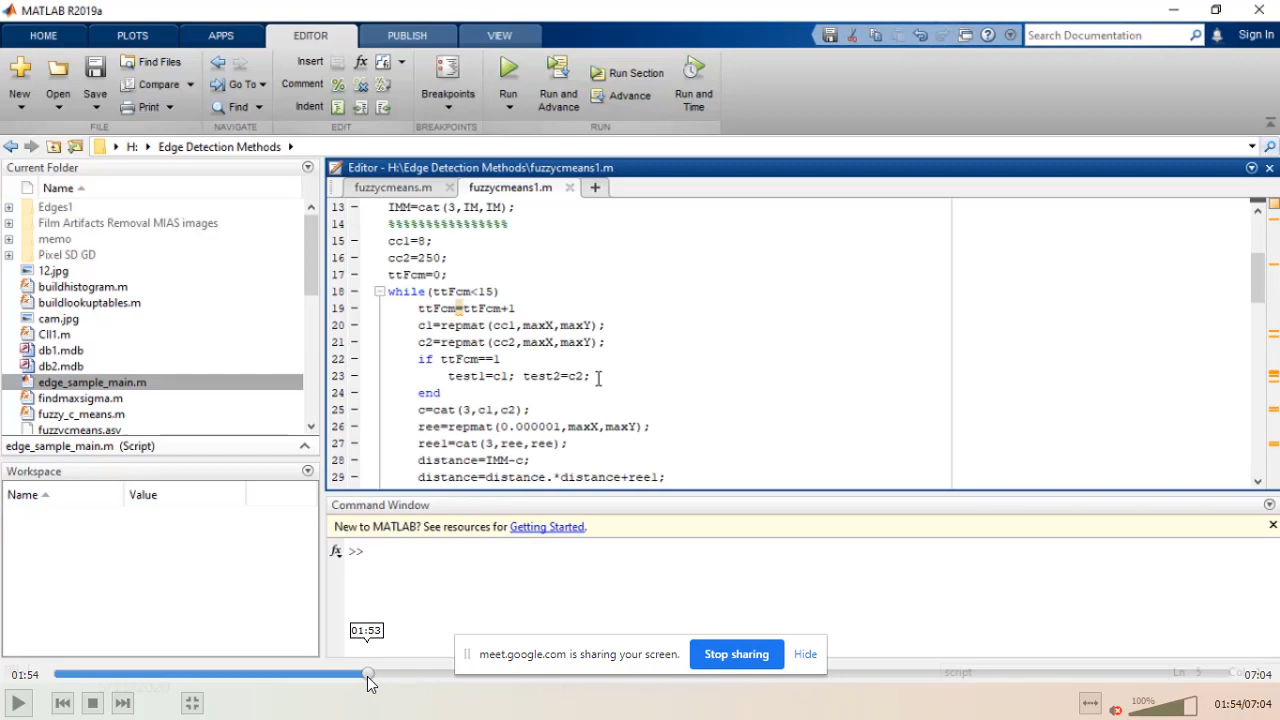 MATLAB R2019a
HOME PLOTS APPS EDITOR PUBLISH VIEW Search Documentation Sign In
New Open Save Find Files Compare Print Go To Find Insert Comment Indent Breakpoints Run Run and Advance Run Section Advance Run and Time
FILE NAVIGATE EDIT BREAKPOINTS RUN
H: Edge Detection Methods
Current Folder
Name
Edges1
Film Artifacts Removal MIAS images
memo
Pixel SD GD
12.jpg
buildhistogram.m
buildlookuptables.m
cam.jpg
Cll1.m
db1.mdb
db2.mdb
edge_sample_main.m
findmaxsigma.m
fuzzy_c_means.m
fuzzycmeans.asv
edge_sample_main.m (Script)
Workspace
Name Value
Editor - H:\Edge Detection Methods\fuzzycmeans1.m
fuzzycmeans.m fuzzycmeans1.m
13 - IMM=cat(3,IM,IM);
14 %%%%%%%%%%%%%%%%
15 - cc1=8;
16 - cc2=250;
17 - ttFcm=0;
18 - while(ttFcm<15)
19 - ttFcm=ttFcm+1
20 - c1=repmat(cc1,maxX,maxY);
21 - c2=repmat(cc2,maxX,maxY);
22 - if ttFcm==1
23 - test1=c1; test2=c2;
24 - end
25 - c=cat(3,c1,c2);
26 - ree=repmat(0.000001,maxX,maxY);
27 - ree1=cat(3,ree,ree);
28 - distance=IMM-c;
29 - distance=distance.*distance+ree1;
Command Window
New to MATLAB? See resources for Getting Started.
fx >>
01:53
meet.google.com is sharing your screen. Stop sharing Hide
script Ln 5
01:54 07:04
100% 01:54/07:04